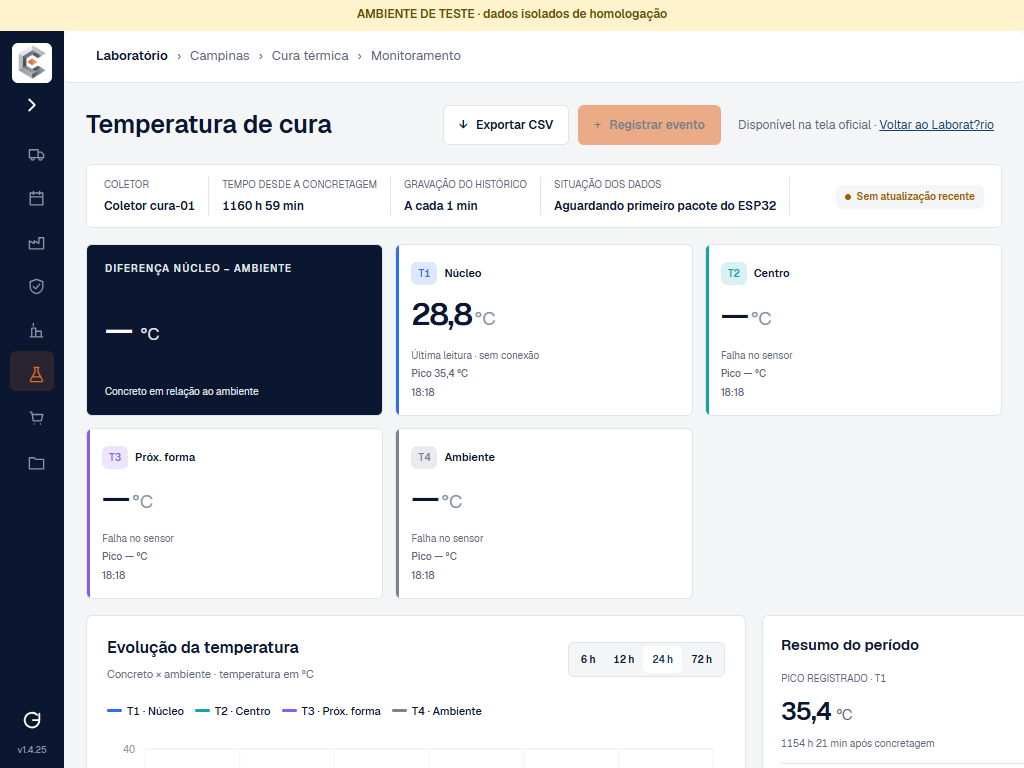 AMBIENTE DE TESTE · dados isolados de homologação
Laboratório › Campinas › Cura térmica › Monitoramento
Temperatura de cura
↓ Exportar CSV
+ Registrar evento
Disponível na tela oficial · Voltar ao Laborat?rio
COLETOR
Coletor cura-01
TEMPO DESDE A CONCRETAGEM
1160 h 59 min
GRAVAÇÃO DO HISTÓRICO
A cada 1 min
SITUAÇÃO DOS DADOS
Aguardando primeiro pacote do ESP32
Sem atualização recente
DIFERENÇA NÚCLEO – AMBIENTE
— °C
Concreto em relação ao ambiente
T1 Núcleo
28,8 °C
Última leitura · sem conexão
Pico 35,4 °C
18:18
T2 Centro
— °C
Falha no sensor
Pico — °C
18:18
T3 Próx. forma
— °C
Falha no sensor
Pico — °C
18:18
T4 Ambiente
— °C
Falha no sensor
Pico — °C
18:18
Evolução da temperatura
Concreto × ambiente · temperatura em °C
6 h 12 h 24 h 72 h
T1 · Núcleo T2 · Centro T3 · Próx. forma T4 · Ambiente
40
Resumo do período
PICO REGISTRADO · T1
35,4 °C
1154 h 21 min após concretagem
v1.4.25